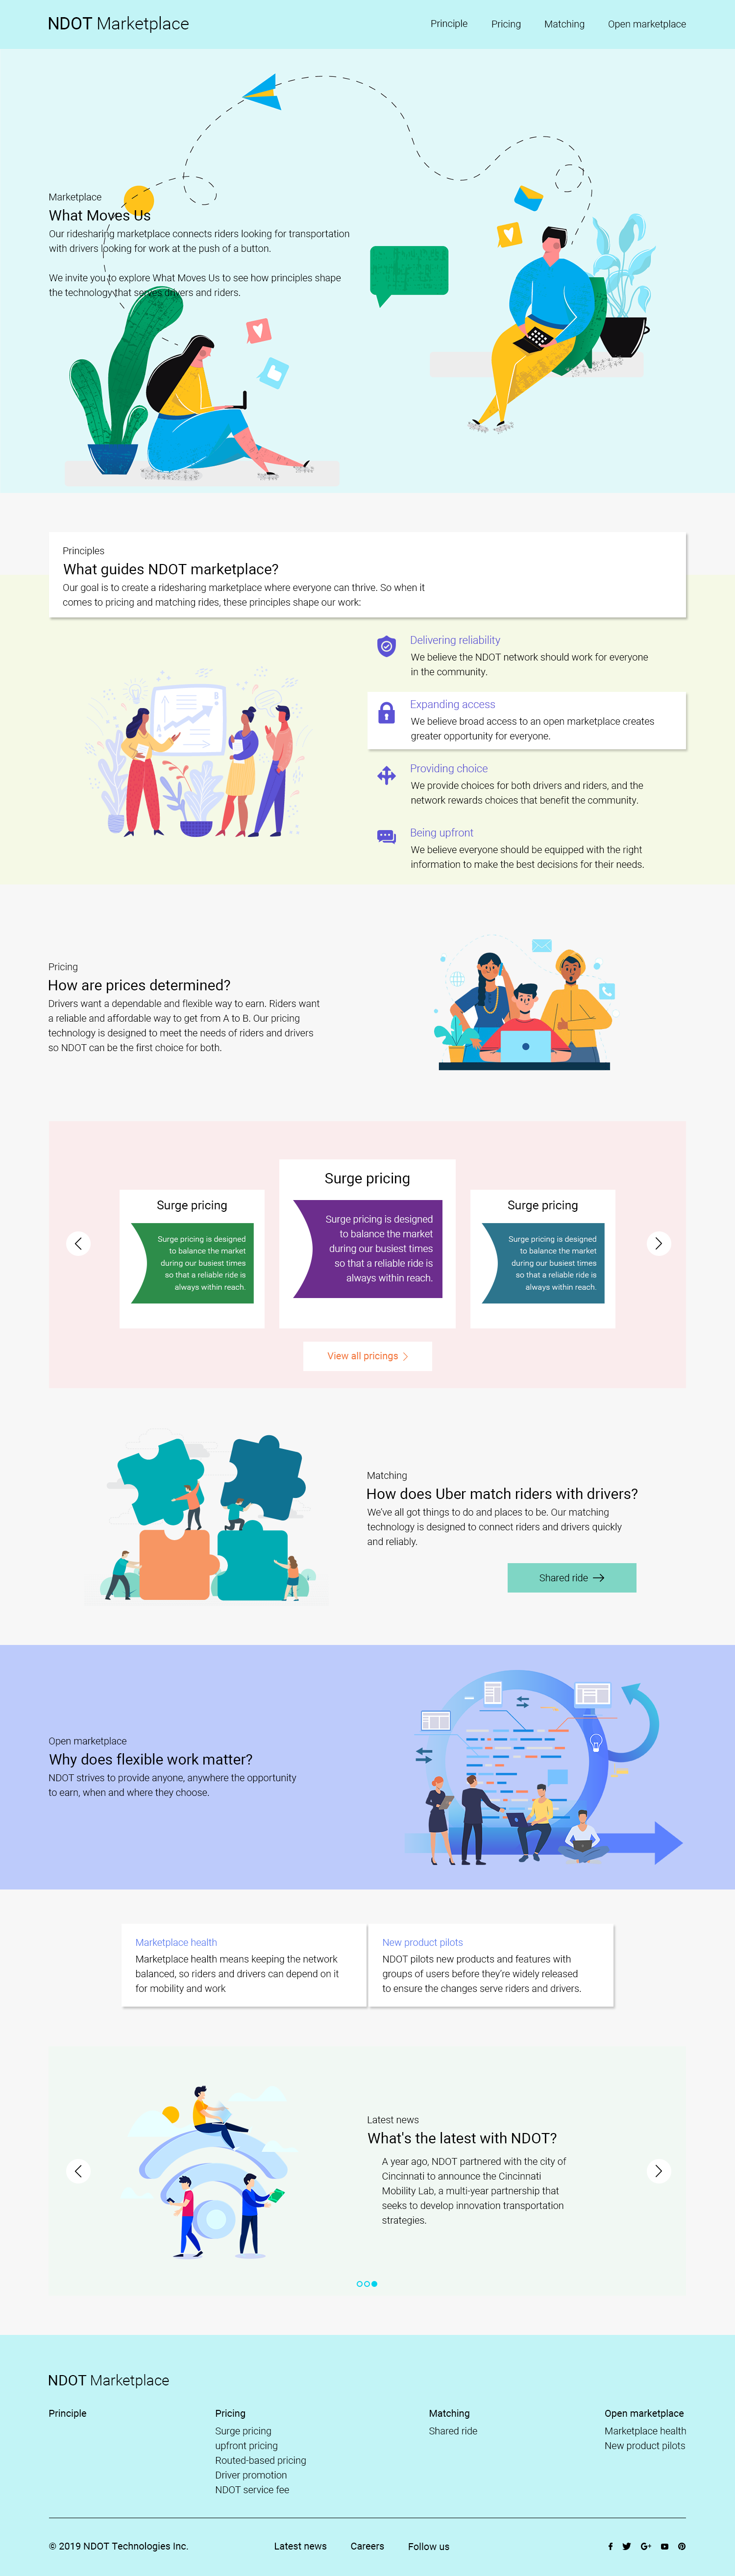 NDOT Marketplace
Principle Pricing Matching Open marketplace
Marketplace
What Moves Us
Our ridesharing marketplace connects riders looking for transportation
with drivers looking for work at the push of a button.
We invite you to explore What Moves Us to see how principles shape
the technology that serves drivers and riders.
Principles
What guides NDOT marketplace?
Our goal is to create a ridesharing marketplace where everyone can thrive. So when it
comes to pricing and matching rides, these principles shape our work:
Delivering reliability
We believe the NDOT network should work for everyone
in the community.
Expanding access
We believe broad access to an open marketplace creates
greater opportunity for everyone.
Providing choice
We provide choices for both drivers and riders, and the
network rewards choices that benefit the community.
Being upfront
We believe everyone should be equipped with the right
information to make the best decisions for their needs.
Pricing
How are prices determined?
Drivers want a dependable and flexible way to earn. Riders want
a reliable and affordable way to get from A to B. Our pricing
technology is designed to meet the needs of riders and drivers
so NDOT can be the first choice for both.
Surge pricing
Surge pricing is designed
to balance the market
during our busiest times
so that a reliable ride is
always within reach.
Surge pricing
Surge pricing is designed
to balance the market
during our busiest times
so that a reliable ride is
always within reach.
Surge pricing
Surge pricing is designed
to balance the market
during our busiest times
so that a reliable ride is
always within reach.
View all pricings
Matching
How does Uber match riders with drivers?
We've all got things to do and places to be. Our matching
technology is designed to connect riders and drivers quickly
and reliably.
Shared ride
Open marketplace
Why does flexible work matter?
NDOT strives to provide anyone, anywhere the opportunity
to earn, when and where they choose.
Marketplace health
Marketplace health means keeping the network
balanced, so riders and drivers can depend on it
for mobility and work
New product pilots
NDOT pilots new products and features with
groups of users before they're widely released
to ensure the changes serve riders and drivers.
Latest news
What's the latest with NDOT?
A year ago, NDOT partnered with the city of
Cincinnati to announce the Cincinnati
Mobility Lab, a multi-year partnership that
seeks to develop innovation transportation
strategies.
NDOT Marketplace
Principle
Pricing
Surge pricing
upfront pricing
Routed-based pricing
Driver promotion
NDOT service fee
Matching
Shared ride
Open marketplace
Marketplace health
New product pilots
© 2019 NDOT Technologies Inc.
Latest news Careers Follow us